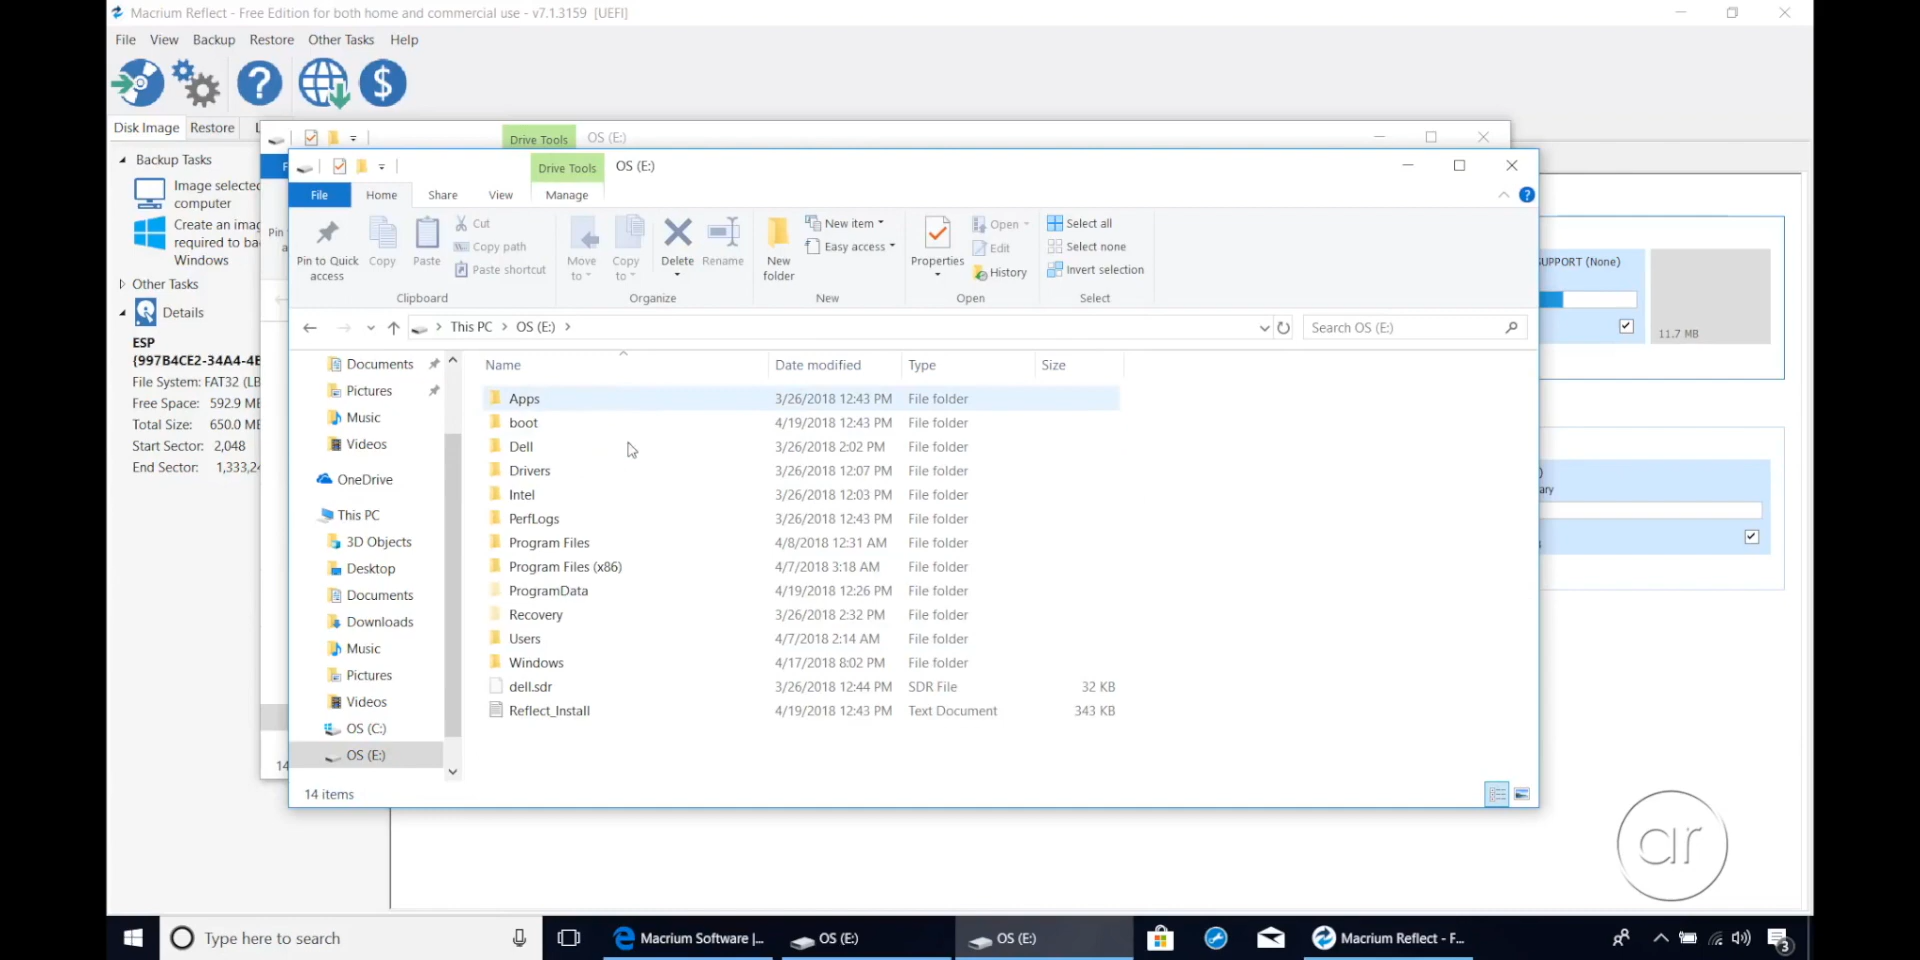 Macrium Reflect - Free Edition for both home and commercial use - v7.1.3159 [UEFI]
File View Backup Restore Other Tasks Help
Disk Image Restore
Backup Tasks
Image selected
computer
Create an imag
required to ba
Windows
Other Tasks
Details
ESP
{997B4CE2-34A4-4E
File System: FAT32 (LB
Free Space: 592.9 ME
Total Size: 650.0 ME
Start Sector: 2,048
End Sector: 1,333,24
Drive Tools OS (E:)
Drive Tools OS (E:)
File Home Share View Manage
Pin to Quick access
Copy
Paste
Cut
Copy path
Paste shortcut
Clipboard
Move to
Copy to
Delete
Rename
Organize
New folder
New item
Easy access
New
Properties
Open
Edit
History
Open
Select all
Select none
Invert selection
Select
This PC > OS (E:) >
Search OS (E:)
Documents
Pictures
Music
Videos
OneDrive
This PC
3D Objects
Desktop
Documents
Downloads
Music
Pictures
Videos
OS (C:)
OS (E:)
Name Date modified Type Size
Apps 3/26/2018 12:43 PM File folder
boot 4/19/2018 12:43 PM File folder
Dell 3/26/2018 2:02 PM File folder
Drivers 3/26/2018 12:07 PM File folder
Intel 3/26/2018 12:03 PM File folder
PerfLogs 3/26/2018 12:43 PM File folder
Program Files 4/8/2018 12:31 AM File folder
Program Files (x86) 4/7/2018 3:18 AM File folder
ProgramData 4/19/2018 12:26 PM File folder
Recovery 3/26/2018 2:32 PM File folder
Users 4/7/2018 2:14 AM File folder
Windows 4/17/2018 8:02 PM File folder
dell.sdr 3/26/2018 12:44 PM SDR File 32 KB
Reflect_Install 4/19/2018 12:43 PM Text Document 343 KB
14 items
14
Pin
UPPORT (None)
11.7 MB
)
ary
ar
Type here to search
Macrium Software |...
OS (E:)
OS (E:)
Macrium Reflect - F...
3